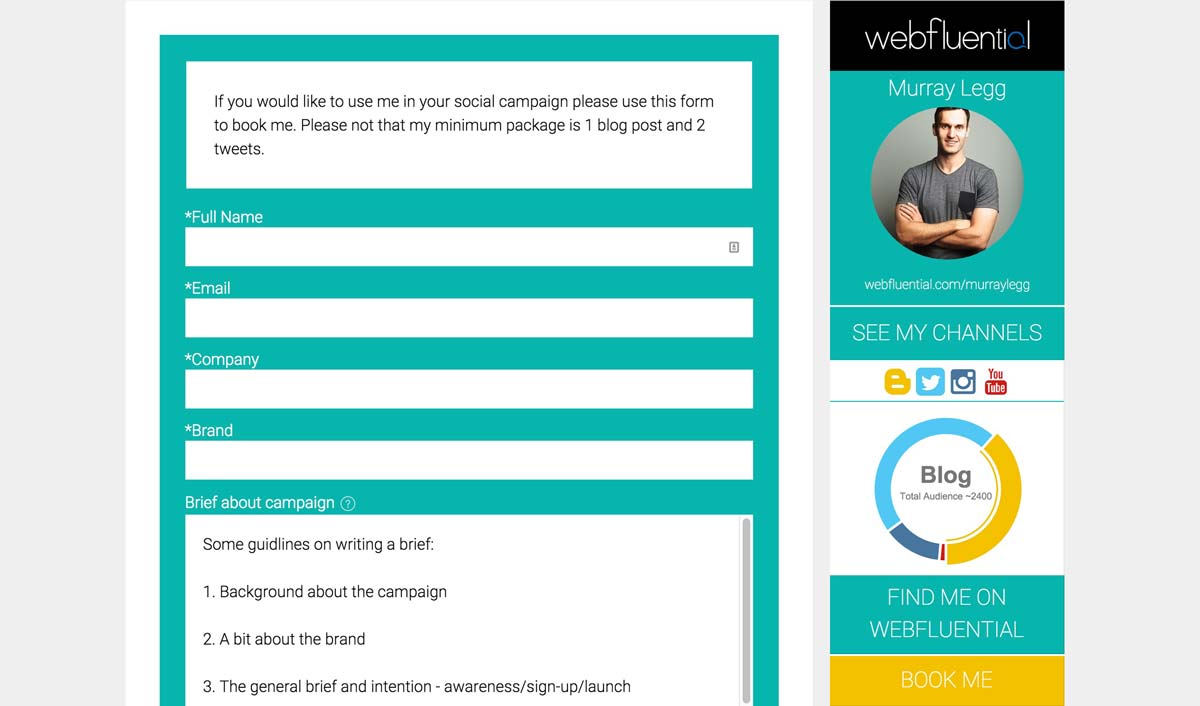 If you would like to use me in your social campaign please use this form
to book me. Please not that my minimum package is 1 blog post and 2
tweets.
*Full Name
*Email
*Company
*Brand
Brief about campaign ?
Some guidlines on writing a brief:
1. Background about the campaign
2. A bit about the brand
3. The general brief and intention - awareness/sign-up/launch
webfluential
Murray Legg
webfluential.com/murraylegg
SEE MY CHANNELS
You
Tube
Blog
Total Audience ~2400
FIND ME ON
WEBFLUENTIAL
BOOK ME